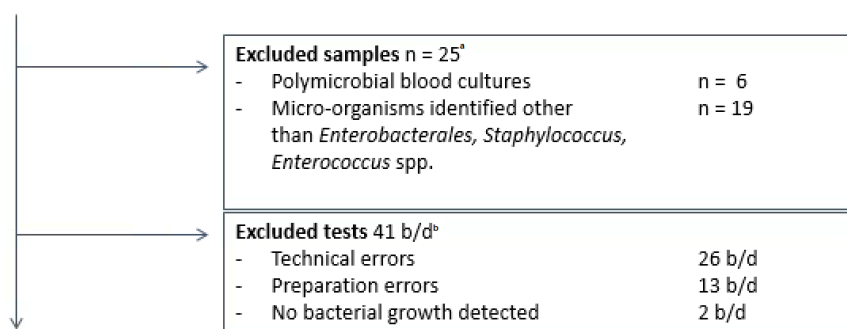 Excluded samples n = 25ª
- Polymicrobial blood cultures n = 6
- Micro-organisms identified other n = 19
than Enterobacterales, Staphylococcus,
Enterococcus spp.
Excluded tests 41 b/dᵇ
- Technical errors 26 b/d
- Preparation errors 13 b/d
- No bacterial growth detected 2 b/d